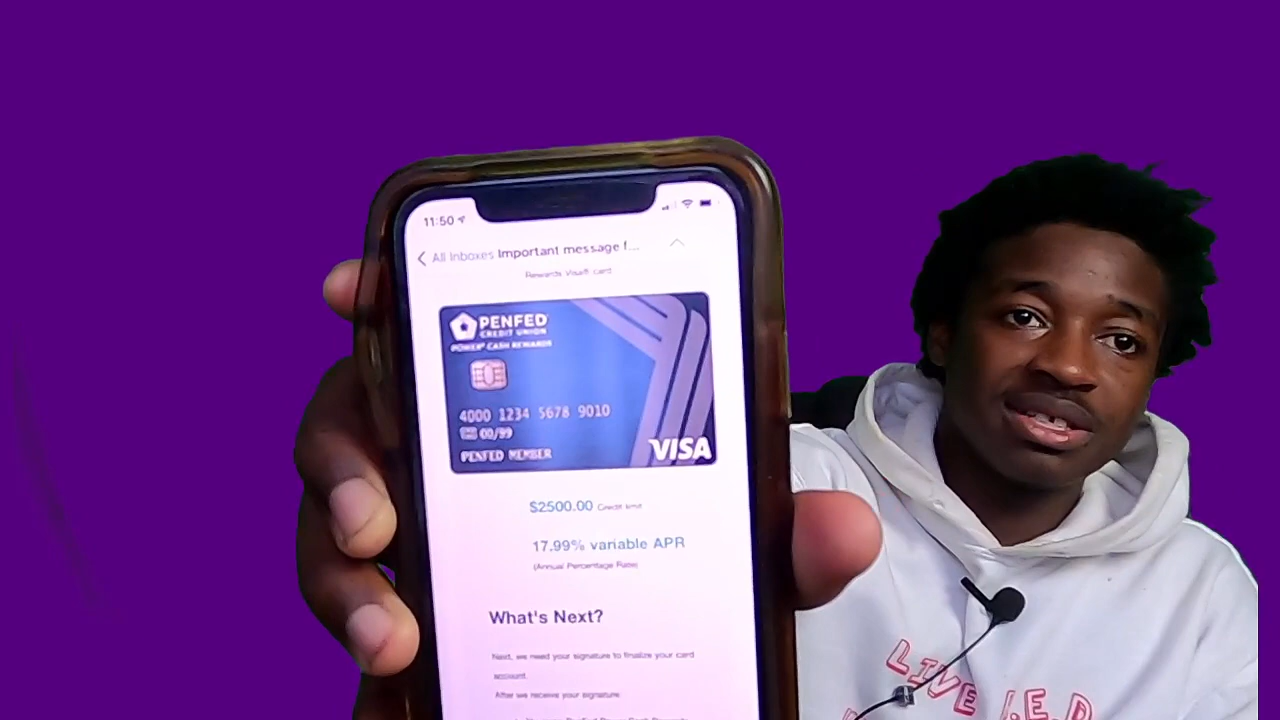 11:50
All Inboxes Important message f...
Rewards Visa® card
PENFED
CREDIT UNION
POWER CASH REWARDS
4000 1234 5678 9010
00/99
PENFED MEMBER
VISA
$2500.00 Credit limit
17.99% variable APR
(Annual Percentage Rate)
What's Next?
Next, we need your signature to finalize your card
account.
After we receive your signature:
LIVE I.E.D